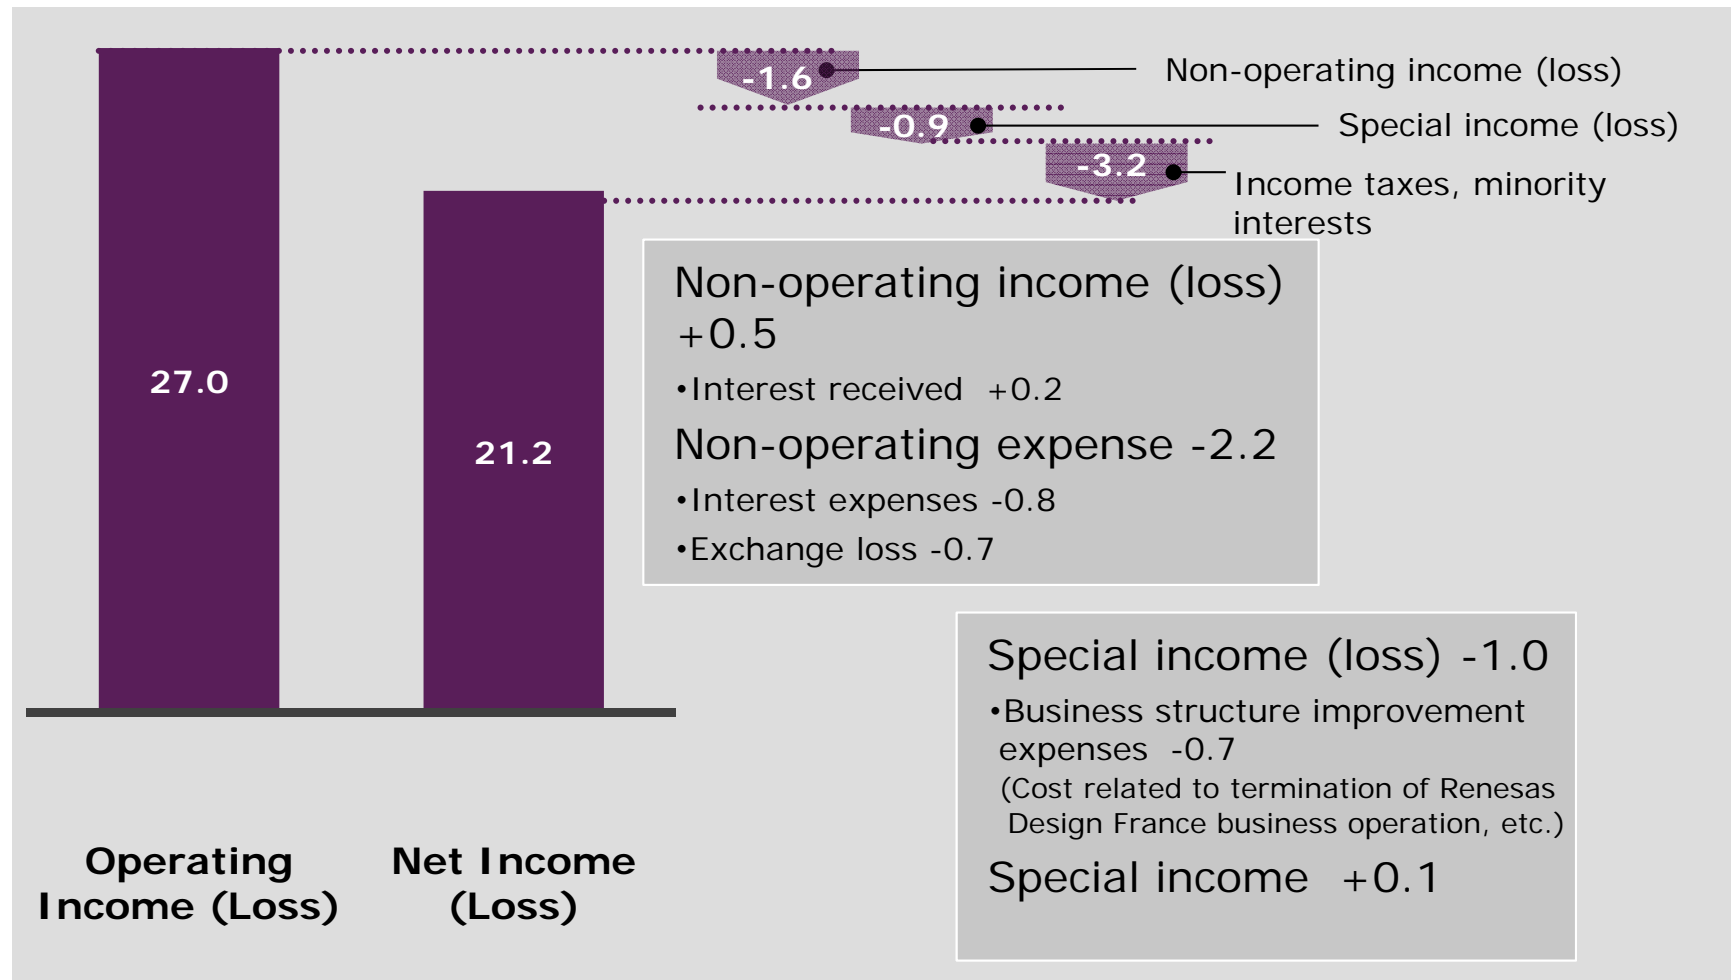 -1.6
Non-operating income (loss)
-0.9
Special income (loss)
-3.2
Income taxes, minority
interests
27.0
21.2
Non-operating income (loss)
+0.5
•Interest received  +0.2
Non-operating expense -2.2
•Interest expenses -0.8
•Exchange loss -0.7
Special income (loss) -1.0
•Business structure improvement
expenses  -0.7
(Cost related to termination of Renesas
Design France business operation, etc.)
Special income  +0.1
Operating
Income (Loss)
Net Income
(Loss)